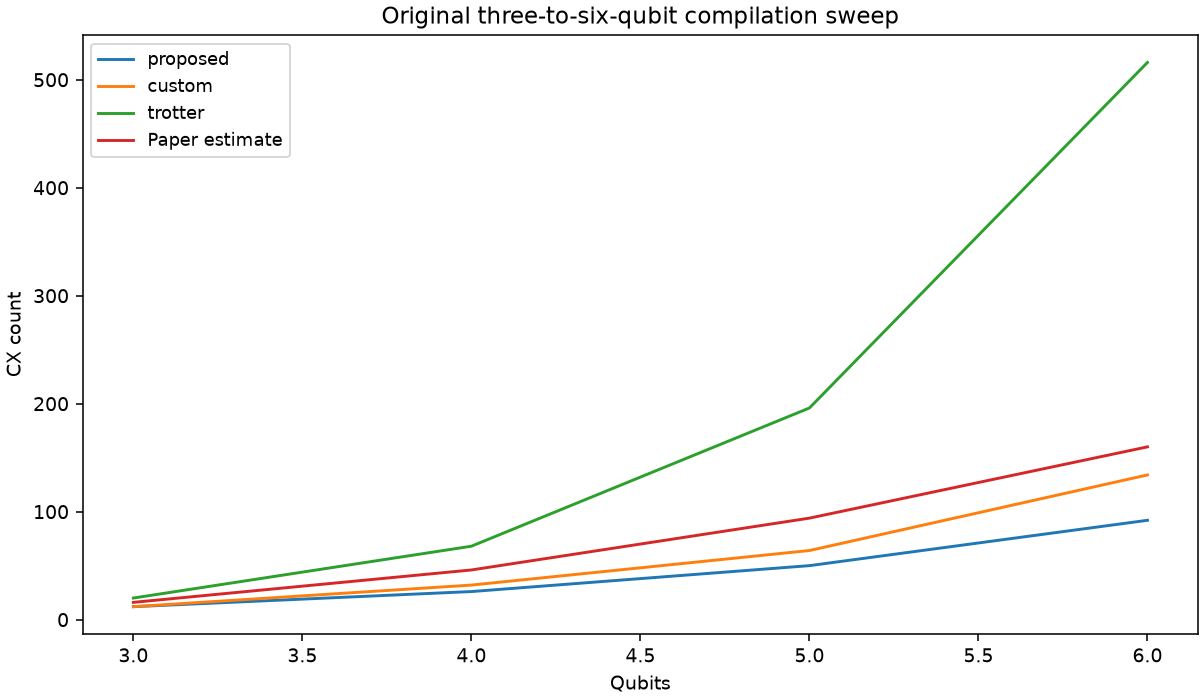 Original three-to-six-qubit compilation sweep
proposed
custom
trotter
Paper estimate
CX count
500
400
300
200
100
0
3.0 3.5 4.0 4.5 5.0 5.5 6.0
Qubits